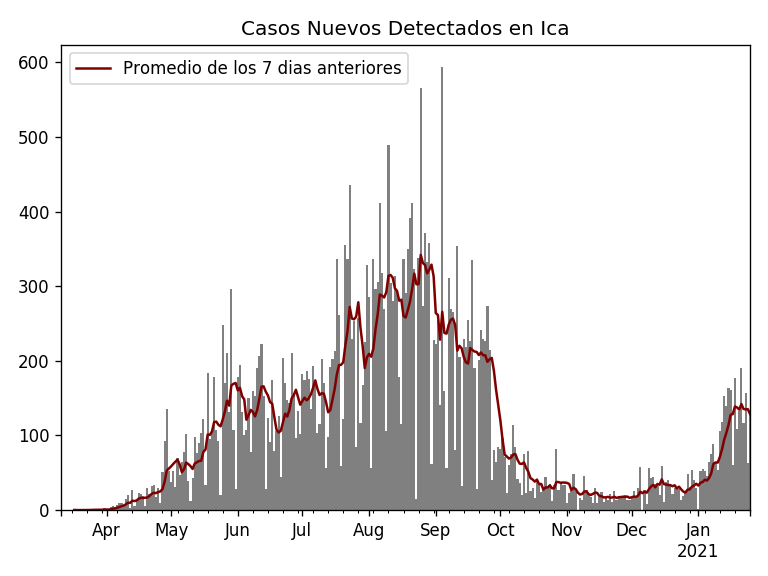 Casos Nuevos Detectados en Ica
Promedio de los 7 dias anteriores
600
500
400
300
200
100
0
Apr May Jun Jul Aug Sep Oct Nov Dec Jan
2021